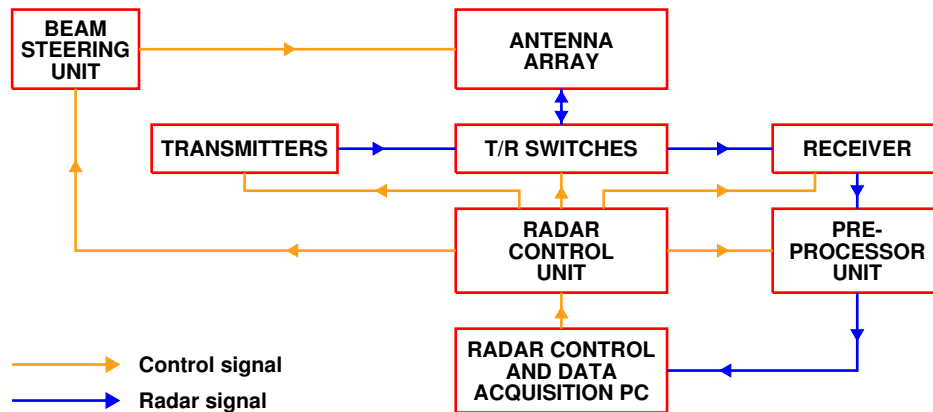 BEAM
STEERING
UNIT
ANTENNA
ARRAY
TRANSMITTERS
T/R SWITCHES
RECEIVER
RADAR
CONTROL
UNIT
PRE-
PROCESSOR
UNIT
RADAR CONTROL
AND DATA
ACQUISITION PC
Control signal
Radar signal